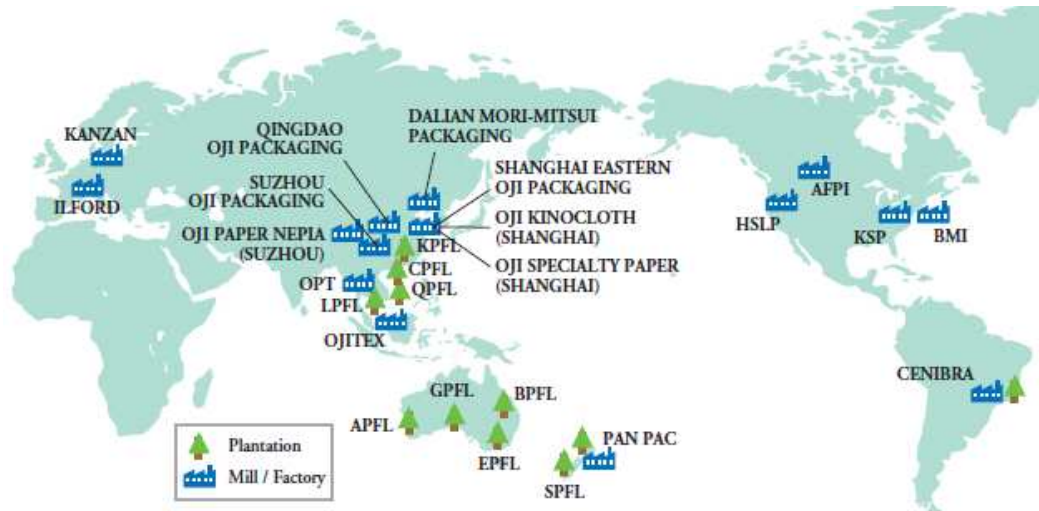 KANZAN
ILFORD
QINGDAO
OJI PACKAGING
SUZHOU
OJI PACKAGING
OJI PAPER NEPIA
(SUZHOU)
DALIAN MORI-MITSUI
PACKAGING
SHANGHAI EASTERN
OJI PACKAGING
OJI KINOCLOTH
(SHANGHAI)
OJI SPECIALTY PAPER
(SHANGHAI)
KPFL
CPFL
QPFL
OPT
LPFL
OJITEX
AFPI
HSLP
KSP
BMI
CENIBRA
GPFL
BPFL
APFL
EPFL
PAN PAC
SPFL
Plantation
Mill / Factory